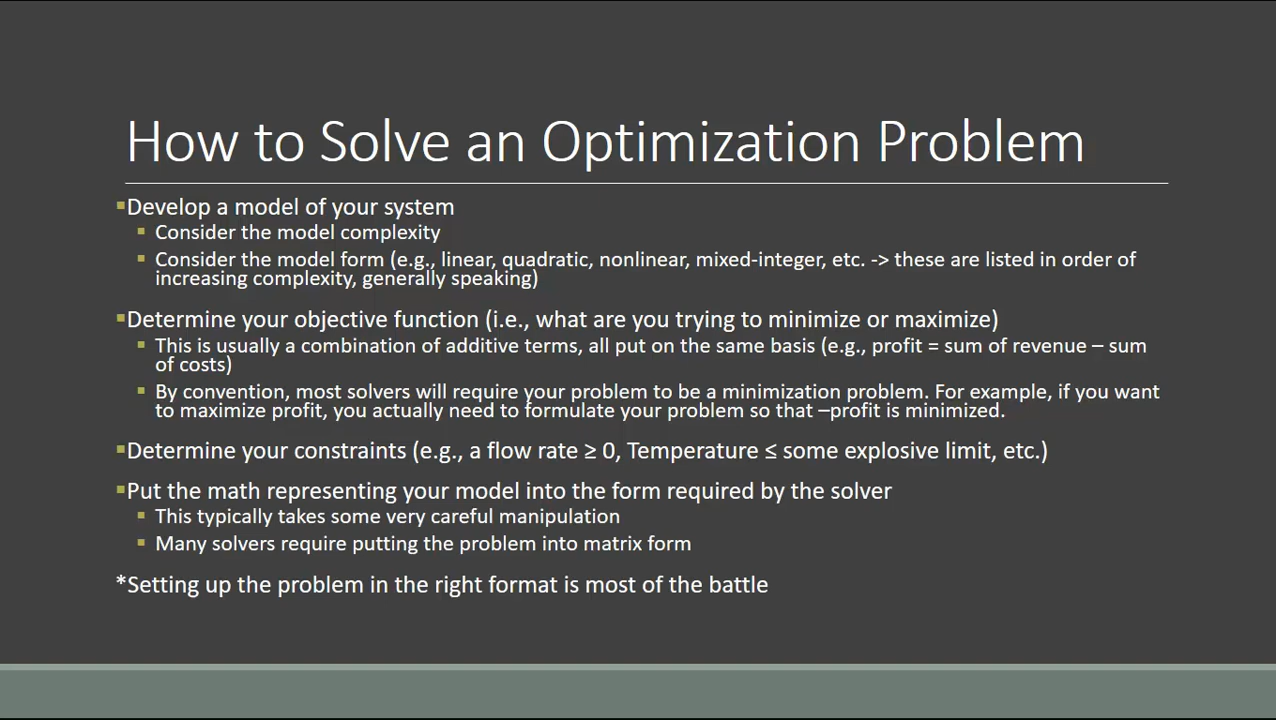 How to Solve an Optimization Problem
▪Develop a model of your system
▪ Consider the model complexity
▪ Consider the model form (e.g., linear, quadratic, nonlinear, mixed-integer, etc. -> these are listed in order of
increasing complexity, generally speaking)
▪Determine your objective function (i.e., what are you trying to minimize or maximize)
▪ This is usually a combination of additive terms, all put on the same basis (e.g., profit = sum of revenue – sum
of costs)
▪ By convention, most solvers will require your problem to be a minimization problem. For example, if you want
to maximize profit, you actually need to formulate your problem so that –profit is minimized.
▪Determine your constraints (e.g., a flow rate ≥ 0, Temperature ≤ some explosive limit, etc.)
▪Put the math representing your model into the form required by the solver
▪ This typically takes some very careful manipulation
▪ Many solvers require putting the problem into matrix form
*Setting up the problem in the right format is most of the battle